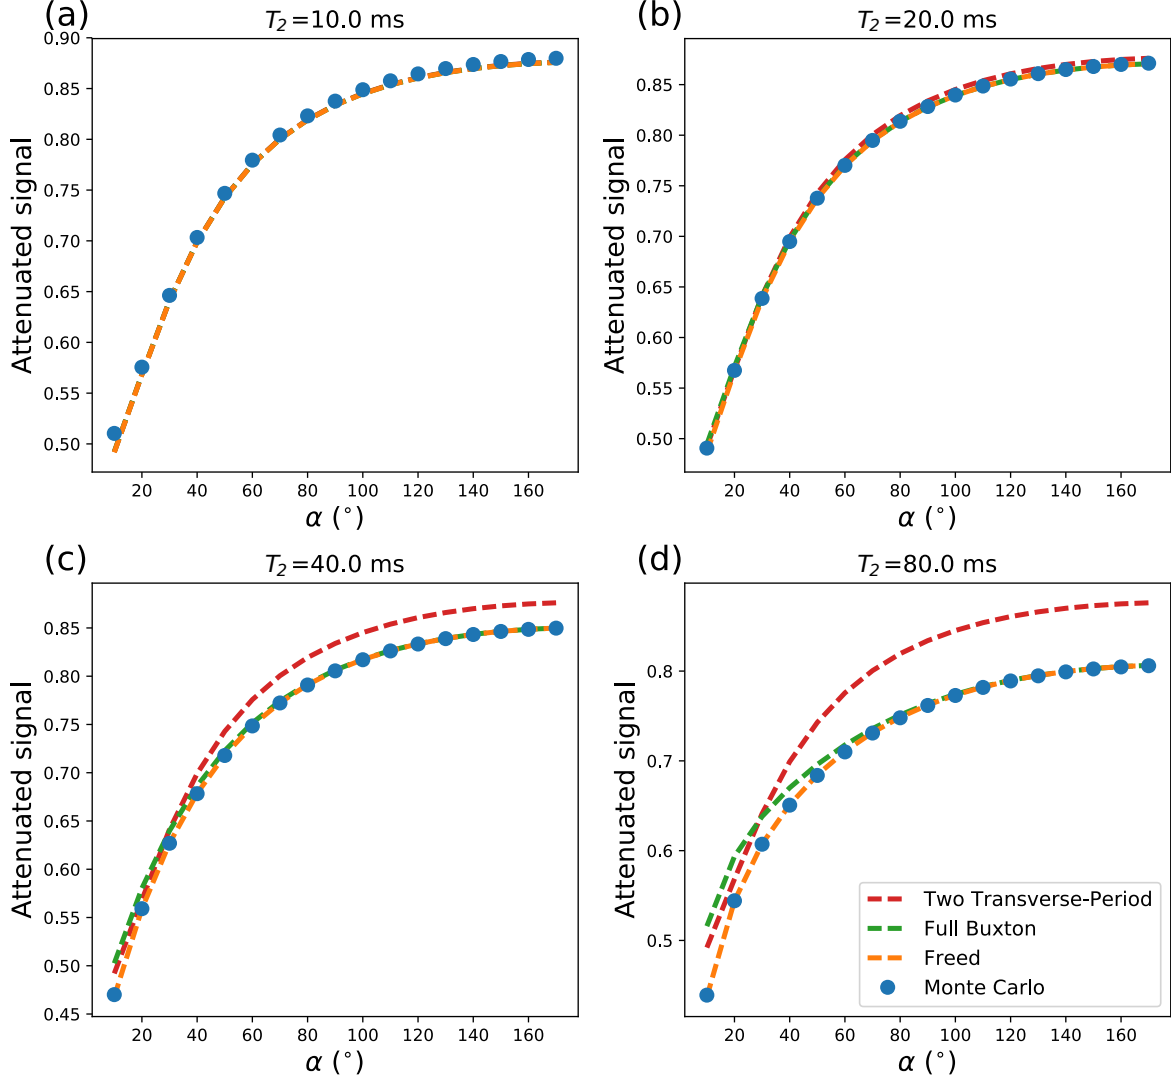 (a)
T2=10.0 ms
0.90
0.85
0.80
0.75
0.70
0.65
0.60
0.55
0.50
Attenuated signal
20 40 60 80 100 120 140 160
α (°)
(b)
T2=20.0 ms
0.85
0.80
0.75
0.70
0.65
0.60
0.55
0.50
0.45
Attenuated signal
20 40 60 80 100 120 140 160
α (°)
(c)
T2=40.0 ms
0.85
0.80
0.75
0.70
0.65
0.60
0.55
0.50
0.45
Attenuated signal
20 40 60 80 100 120 140 160
α (°)
(d)
T2=80.0 ms
0.8
0.7
0.6
0.5
Attenuated signal
20 40 60 80 100 120 140 160
α (°)
Two Transverse-Period
Full Buxton
Freed
Monte Carlo